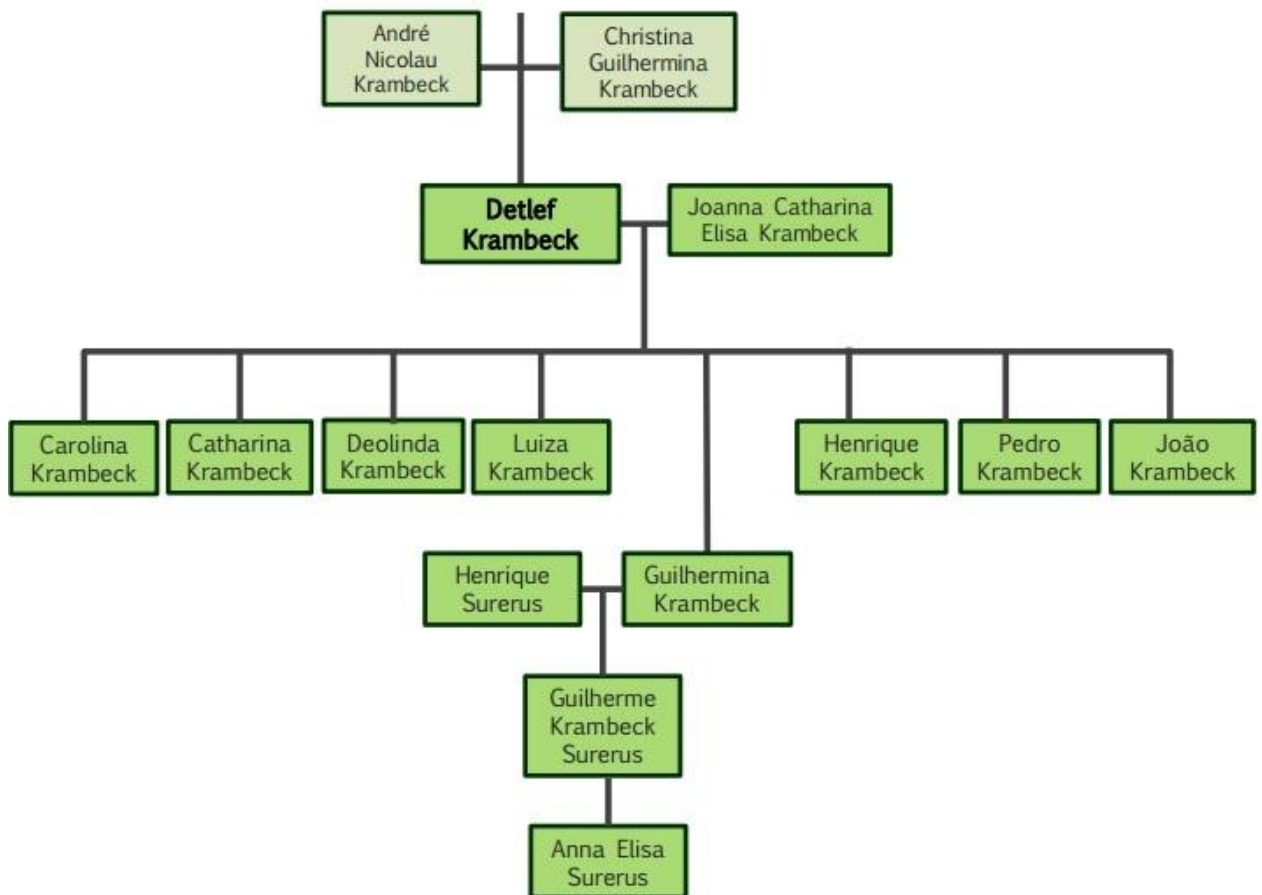 André
Nicolau
Krambeck
Christina
Guilhermina
Krambeck
Detlef
Krambeck
Joanna Catharina
Elisa Krambeck
Carolina
Krambeck
Catharina
Krambeck
Deolinda
Krambeck
Luiza
Krambeck
Henrique
Krambeck
Pedro
Krambeck
João
Krambeck
Henrique
Surerus
Guilhermina
Krambeck
Guilherme
Krambeck
Surerus
Anna Elisa
Surerus